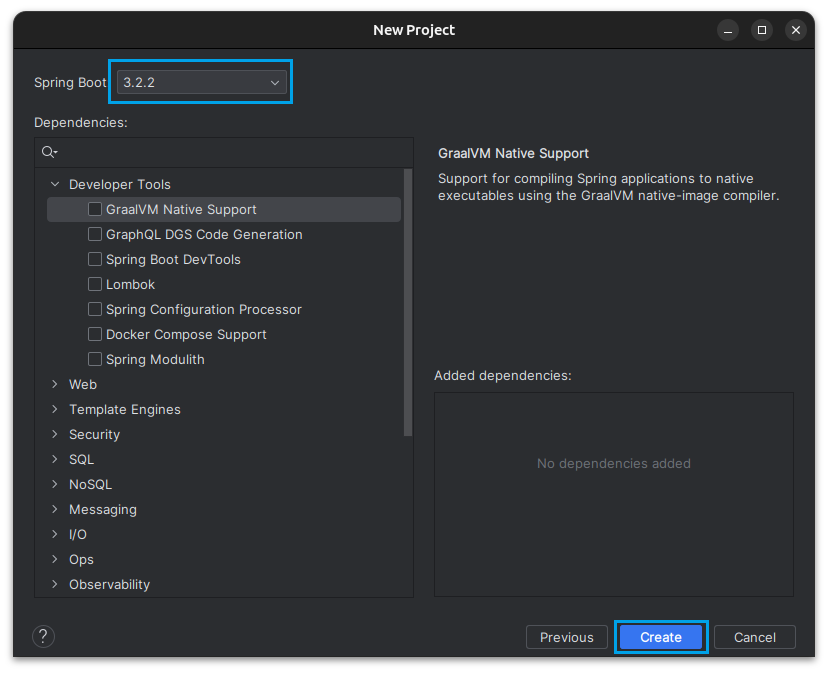 New Project
Spring Boot 3.2.2
Dependencies:
Developer Tools
GraalVM Native Support
GraphQL DGS Code Generation
Spring Boot DevTools
Lombok
Spring Configuration Processor
Docker Compose Support
Spring Modulith
Web
Template Engines
Security
SQL
NoSQL
Messaging
I/O
Ops
Observability
GraalVM Native Support
Support for compiling Spring applications to native
executables using the GraalVM native-image compiler.
Added dependencies:
No dependencies added
? Previous Create Cancel